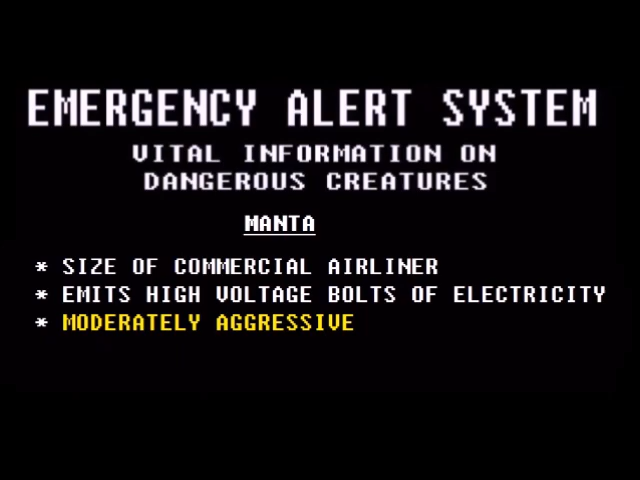 EMERGENCY ALERT SYSTEM
VITAL INFORMATION ON
DANGEROUS CREATURES
MANTA
* SIZE OF COMMERCIAL AIRLINER
* EMITS HIGH VOLTAGE BOLTS OF ELECTRICITY
* MODERATELY AGGRESSIVE